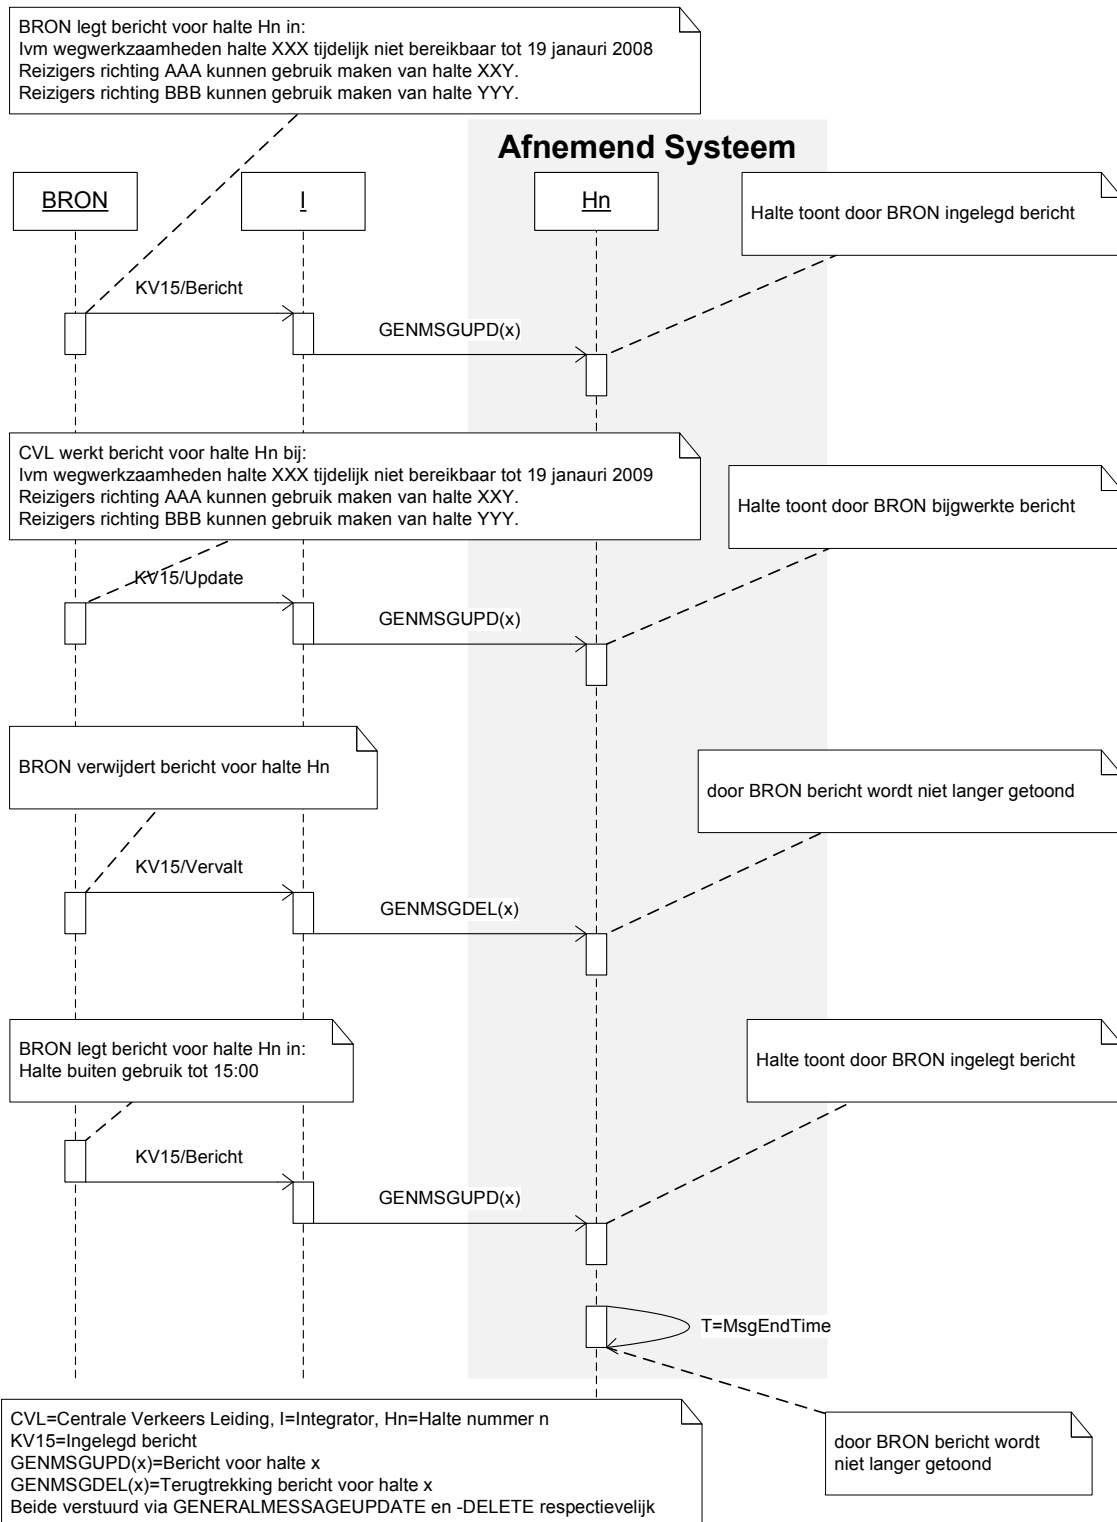 BRON legt bericht voor halte Hn in:
Ivm wegwerkzaamheden halte XXX tijdelijk niet bereikbaar tot 19 janauri 2008
Reizigers richting AAA kunnen gebruik maken van halte XXY.
Reizigers richting BBB kunnen gebruik maken van halte YYY.
Afnemend Systeem
BRON
I
Hn
Halte toont door BRON ingelegd bericht
KV15/Bericht
GENMSGUPD(x)
CVL werkt bericht voor halte Hn bij:
Ivm wegwerkzaamheden halte XXX tijdelijk niet bereikbaar tot 19 janauri 2009
Reizigers richting AAA kunnen gebruik maken van halte XXY.
Reizigers richting BBB kunnen gebruik maken van halte YYY.
Halte toont door BRON bijgwerkte bericht
KV15/Update
GENMSGUPD(x)
BRON verwijdert bericht voor halte Hn
door BRON bericht wordt niet langer getoond
KV15/Vervalt
GENMSGDEL(x)
BRON legt bericht voor halte Hn in:
Halte buiten gebruik tot 15:00
Halte toont door BRON ingelegt bericht
KV15/Bericht
GENMSGUPD(x)
T=MsgEndTime
CVL=Centrale Verkeers Leiding, I=Integrator, Hn=Halte nummer n
KV15=Ingelegd bericht
GENMSGUPD(x)=Bericht voor halte x
GENMSGDEL(x)=Terugtrekking bericht voor halte x
Beide verstuurd via GENERALMESSAGEUPDATE en -DELETE respectievelijk
door BRON bericht wordt
niet langer getoond